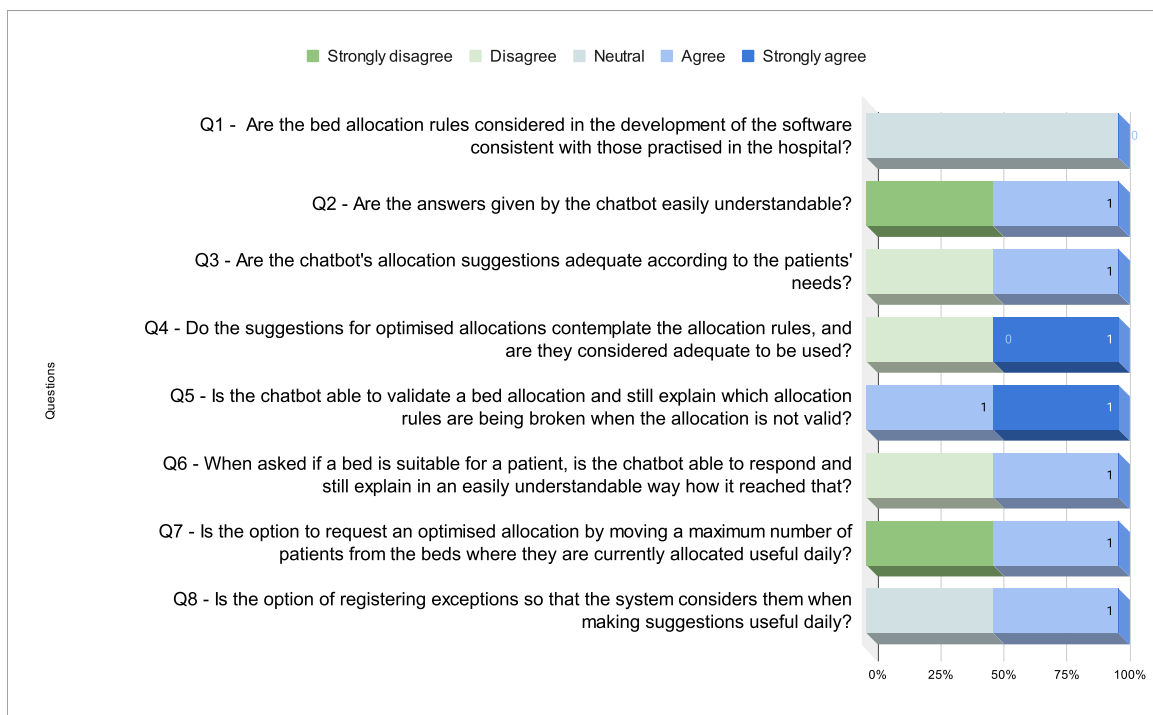 Strongly disagree Disagree Neutral Agree Strongly agree
Q1 -  Are the bed allocation rules considered in the development of the software
consistent with those practised in the hospital?
0
Q2 - Are the answers given by the chatbot easily understandable?
1
Q3 - Are the chatbot's allocation suggestions adequate according to the patients'
needs?
1
Q4 - Do the suggestions for optimised allocations contemplate the allocation rules, and
are they considered adequate to be used?
0 1
Questions
Q5 - Is the chatbot able to validate a bed allocation and still explain which allocation
rules are being broken when the allocation is not valid?
1 1
Q6 - When asked if a bed is suitable for a patient, is the chatbot able to respond and
still explain in an easily understandable way how it reached that?
1
Q7 - Is the option to request an optimised allocation by moving a maximum number of
patients from the beds where they are currently allocated useful daily?
1
Q8 - Is the option of registering exceptions so that the system considers them when
making suggestions useful daily?
1
0% 25% 50% 75% 100%